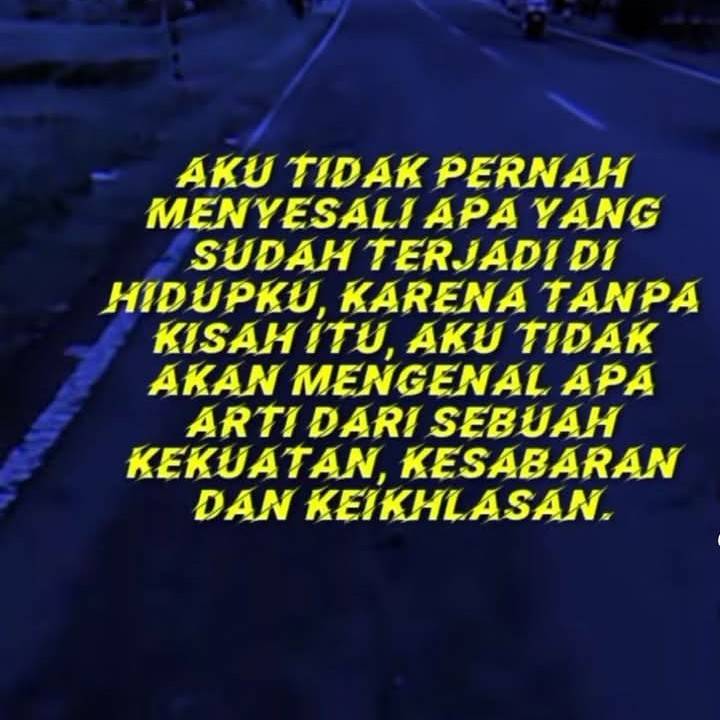 AKU TIDAK PERNAH
MENYESALI APA YANG
SUDAH TERJADI DI
HIDUPKU, KARENA TANPA
KISAH ITU, AKU TIDAK
AKAN MENGENAL APA
ARTI DARI SEBUAH
KEKUATAN, KESABARAN
DAN KEIKHLASAN.